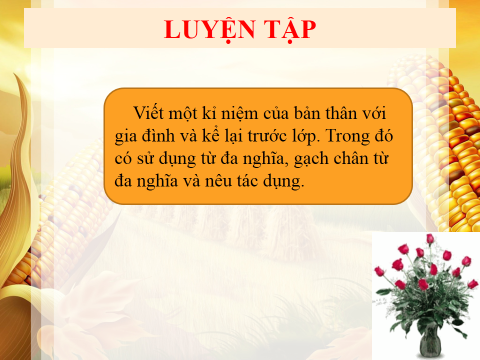 LUYỆN TẬP
Viết một kỉ niệm của bản thân với
gia đình và kể lại trước lớp. Trong đó
có sử dụng từ đa nghĩa, gạch chân từ
đa nghĩa và nêu tác dụng.